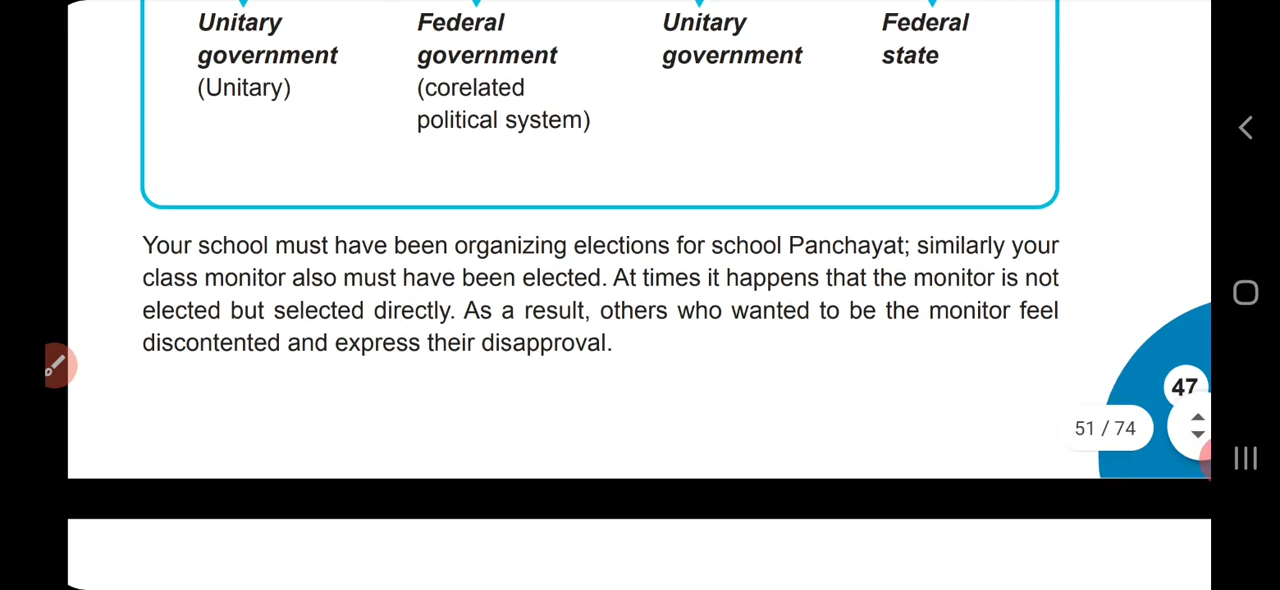 Unitary government (Unitary)
Federal government (corelated political system)
Unitary government
Federal state
Your school must have been organizing elections for school Panchayat; similarly your
class monitor also must have been elected. At times it happens that the monitor is not
elected but selected directly. As a result, others who wanted to be the monitor feel
discontented and express their disapproval.
47
51 / 74